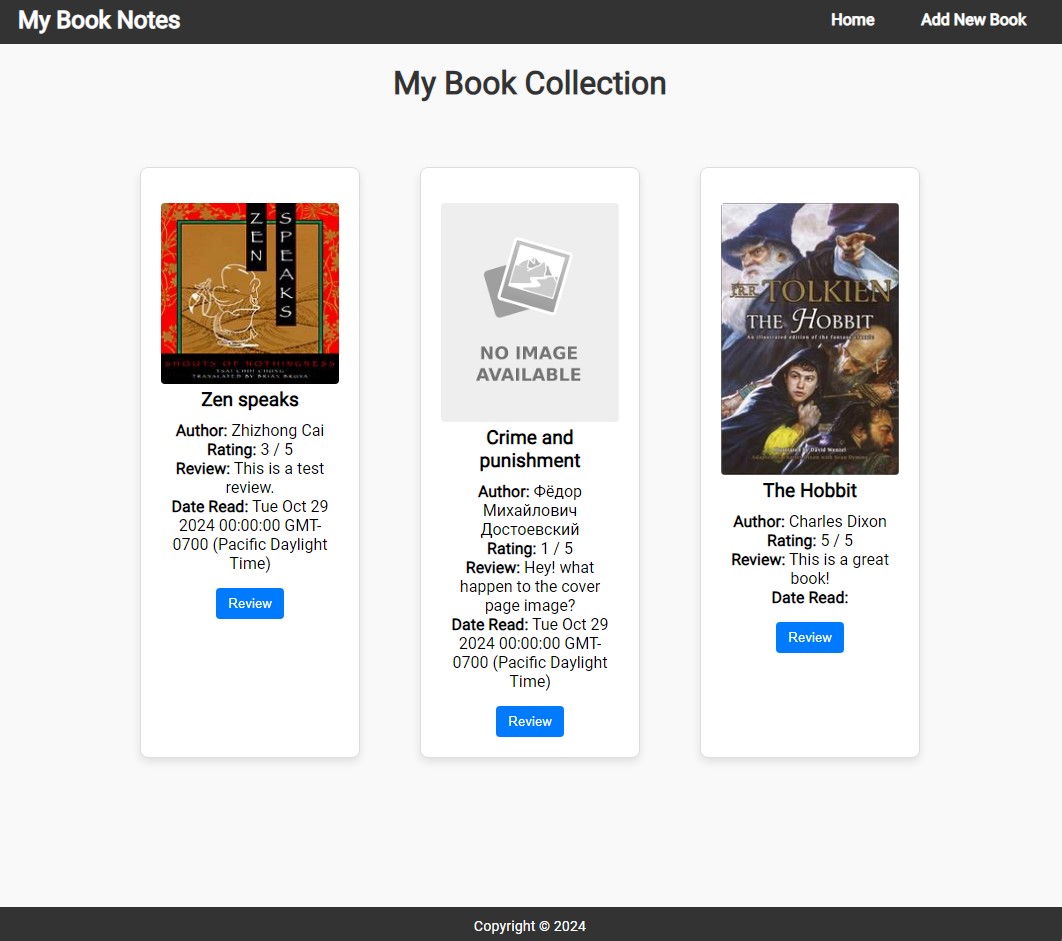 My Book Notes
Home
Add New Book
My Book Collection
ZEN
SPEAKS
SHOUTS OF NOTHINGNESS
TSAI CHIH CHUNG
TRANSLATED BY BRIAN BRUYA
Zen speaks
Author: Zhizhong Cai
Rating: 3 / 5
Review: This is a test
review.
Date Read: Tue Oct 29
2024 00:00:00 GMT-
0700 (Pacific Daylight
Time)
Review
NO IMAGE
AVAILABLE
Crime and
punishment
Author: Фёдор
Михайлович
Достоевский
Rating: 1 / 5
Review: Hey! what
happen to the cover
page image?
Date Read: Tue Oct 29
2024 00:00:00 GMT-
0700 (Pacific Daylight
Time)
Review
J.R.R. TOLKIEN
THE HOBBIT
An illustrated edition of the fantasy classic
Illustrated by David Wenzel
The Hobbit
Author: Charles Dixon
Rating: 5 / 5
Review: This is a great
book!
Date Read:
Review
Copyright © 2024